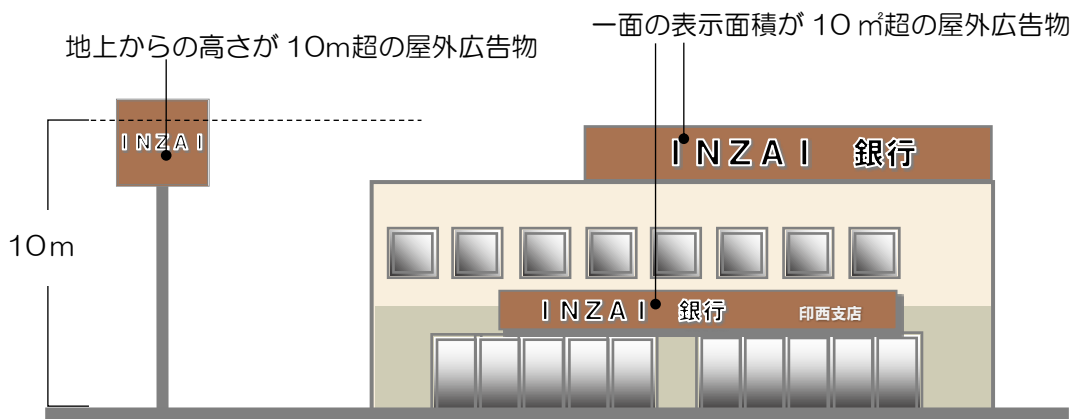 地上からの高さが 10m超の屋外広告物
一面の表示面積が 10 ㎡超の屋外広告物
INZAI
INZAI 銀行
10m
INZAI 銀行 印西支店